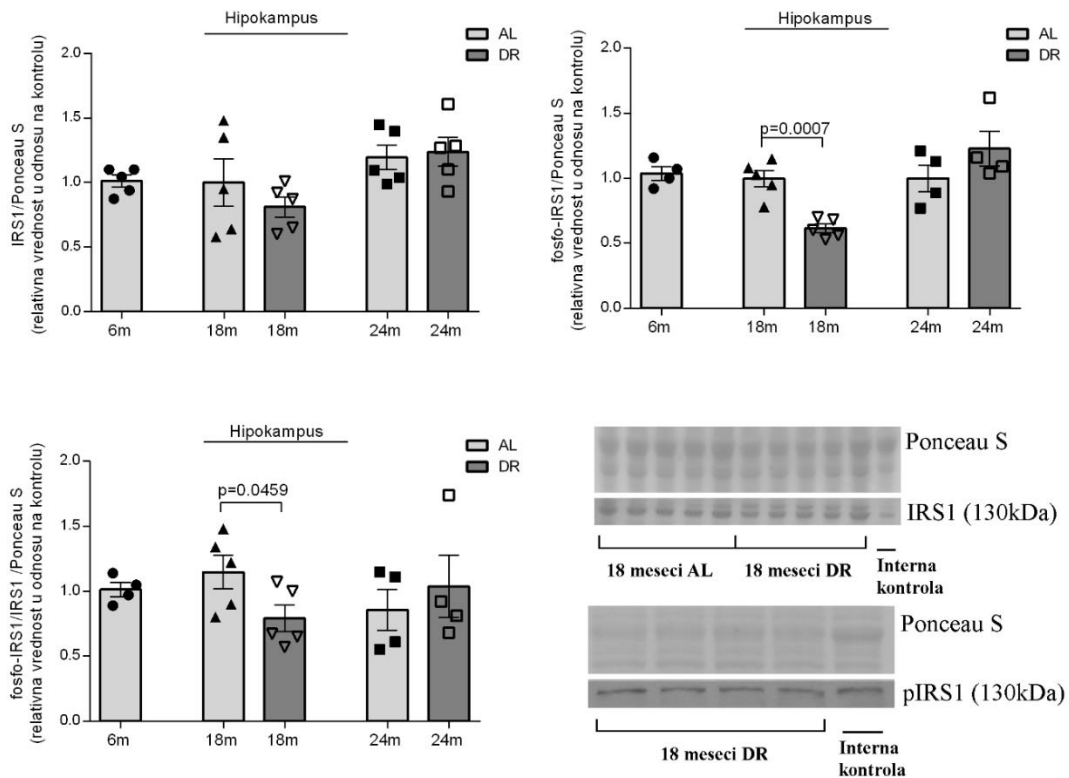 Hipokampus
AL
DR
IRS1/Ponceau S
(relativna vrednost u odnosu na kontrolu)
2.0
1.5
1.0
0.5
0.0
6m
18m
18m
24m
24m
Hipokampus
AL
DR
fosfo-IRS1/Ponceau S
(relativna vrednost u odnosu na kontrolu)
2.0
1.5
1.0
0.5
0.0
p=0.0007
6m
18m
18m
24m
24m
Hipokampus
AL
DR
fosfo-IRS1/IRS1 /Ponceau S
(relativna vrednost u odnosu na kontrolu)
2.0
1.5
1.0
0.5
0.0
p=0.0459
6m
18m
18m
24m
24m
Ponceau S
IRS1 (130kDa)
18 meseci AL
18 meseci DR
Interna
kontrola
Ponceau S
pIRS1 (130kDa)
18 meseci DR
Interna
kontrola